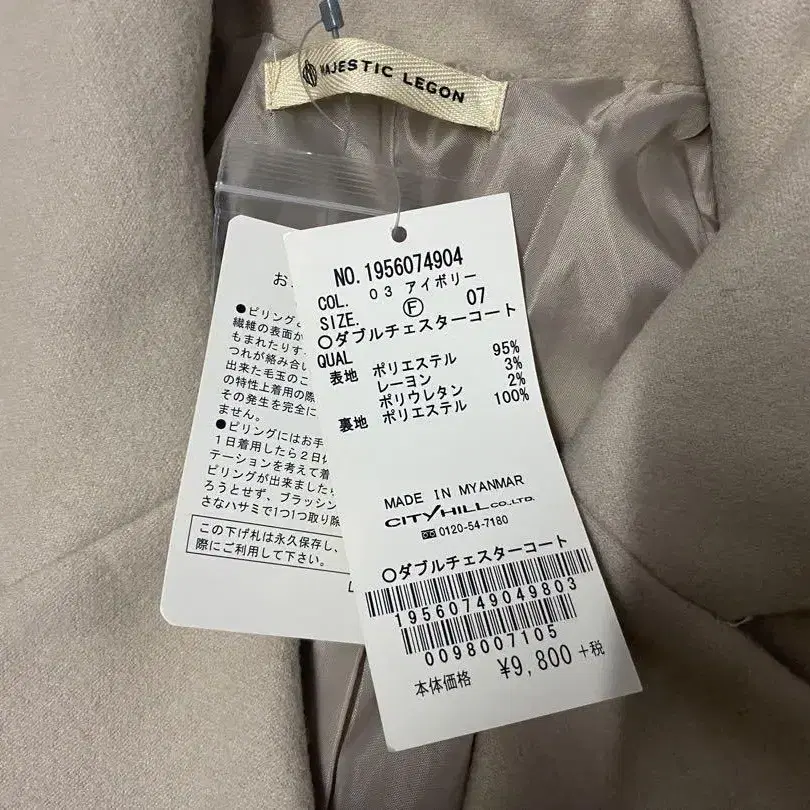 MAJESTIC LEGON
NO.1956074904
COL. 03 アイボリー
SIZE. Ⓕ 07
○ダブルチェスターコート
QUAL
表地 ポリエステル 95%
レーヨン 3%
ポリウレタン 2%
裏地 ポリエステル 100%
MADE IN MYANMAR
CITY HILL CO.,LTD.
0120-54-7180
○ダブルチェスターコート
19560749049803
0098007105
本体価格 ¥9,800+税
お
●ピリング
繊維の表面か
もまれたりす
つれが絡み合い
出来た毛玉のこ
の特性上着用の際
その発生を完全に
ません。
●ピリングにはお手
1日着用したら2日休
テーションを考えて着
ピリングが出来ました
ろうとせず、ブラッシン
さなハサミで1つ1つ取り除
この下げ札は永久保存し、
際にご利用して下さい。